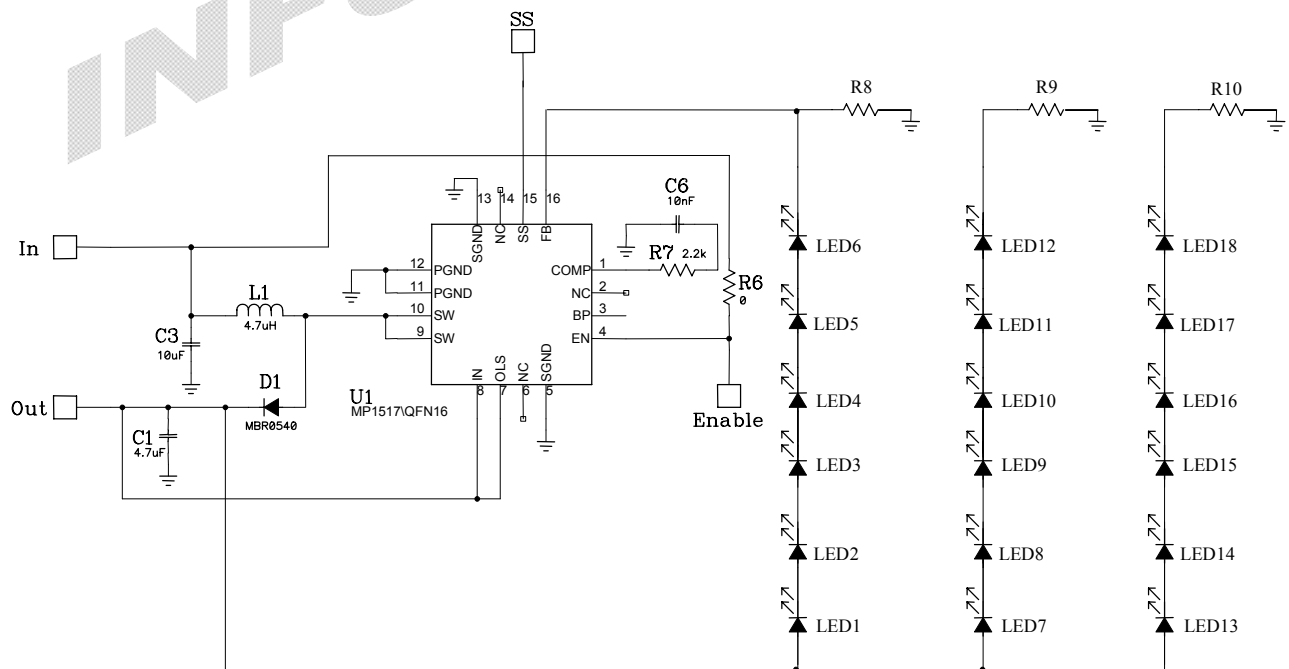 SS
R8
R9
R10
In
13
14
15
16
SGND
NC
SS
FB
C6
10nF
R7 2.2k
12 PGND
11 PGND
10 SW
9 SW
COMP 1
NC 2
BP 3
EN 4
R6
0
L1
4.7uH
C3
10uF
IN
OLS
NC
SGND
8
7
6
5
U1
MP1517\QFN16
D1
MBR0540
Out
C1
4.7uF
Enable
LED6
LED12
LED18
LED5
LED11
LED17
LED4
LED10
LED16
LED3
LED9
LED15
LED2
LED8
LED14
LED1
LED7
LED13